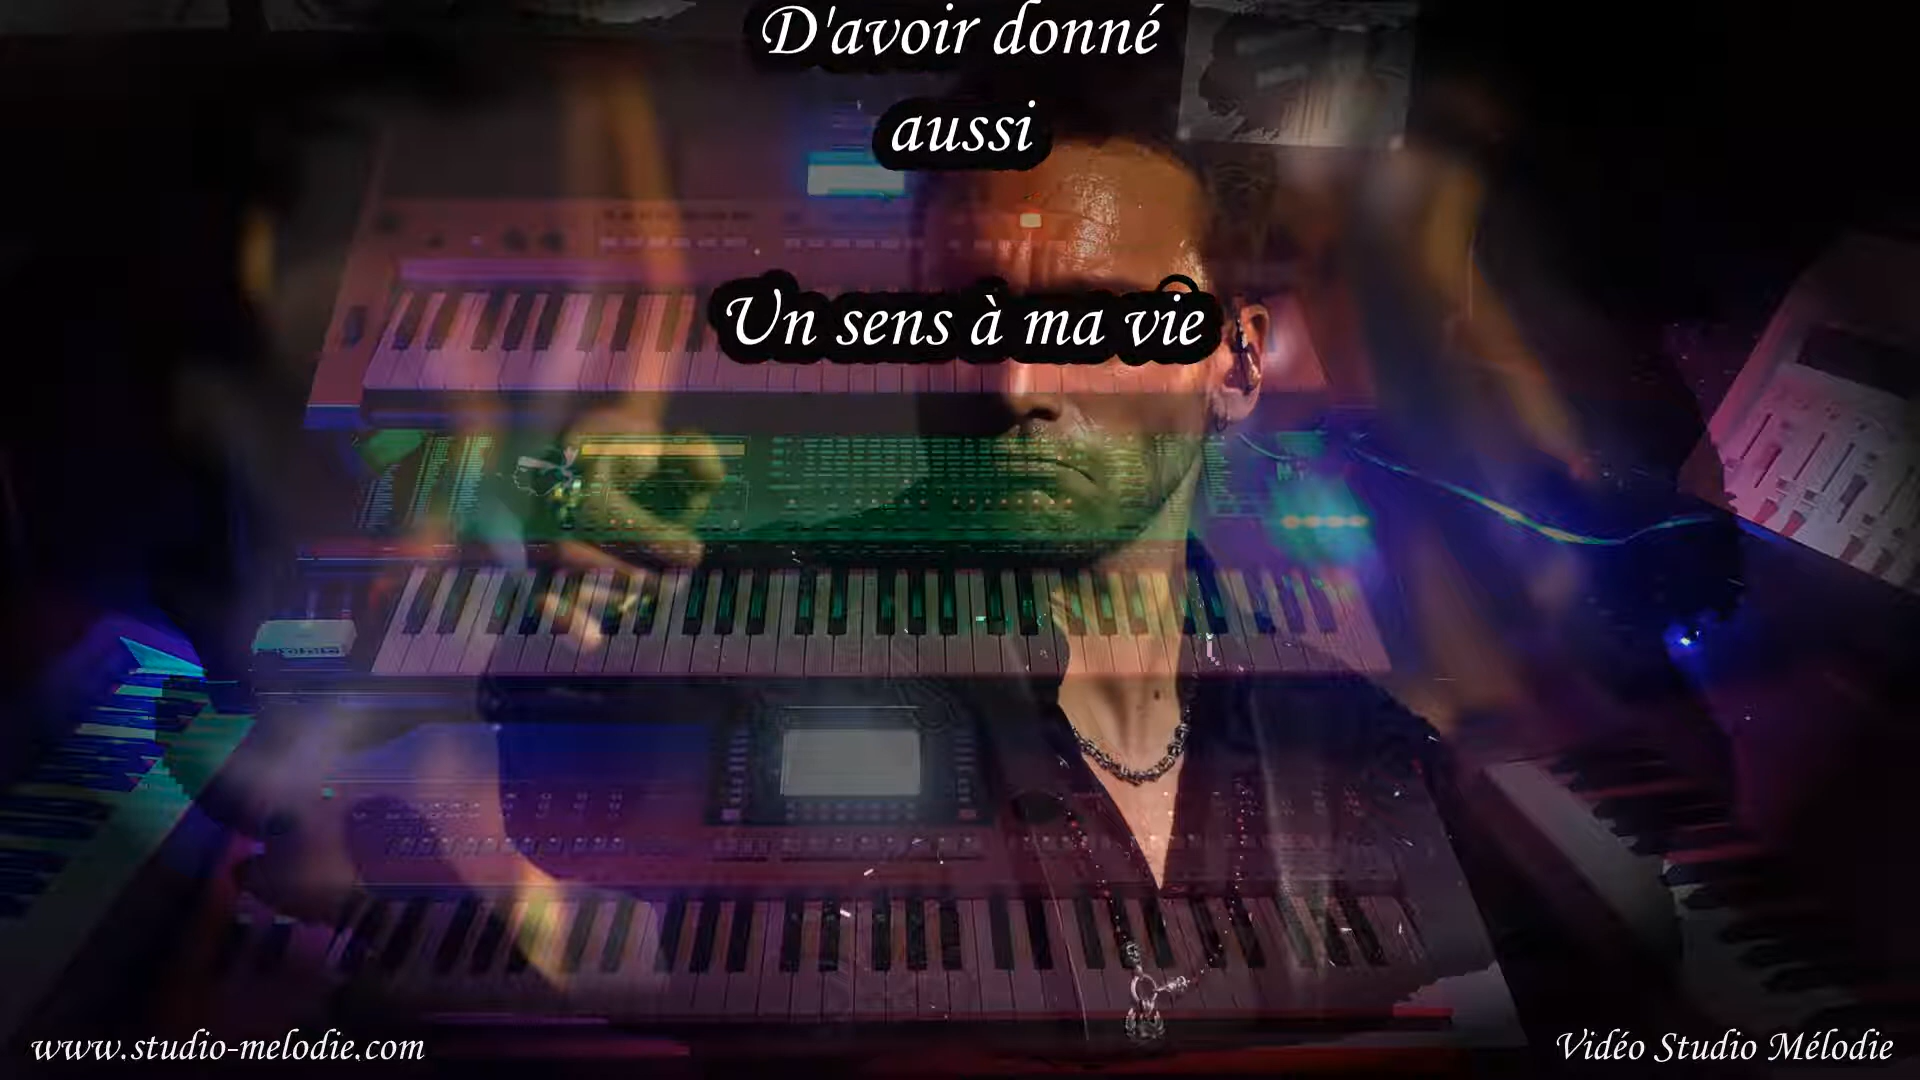 D'avoir donné
aussi
Un sens à ma vie
www.studio-melodie.com
Vidéo Studio Mélodie